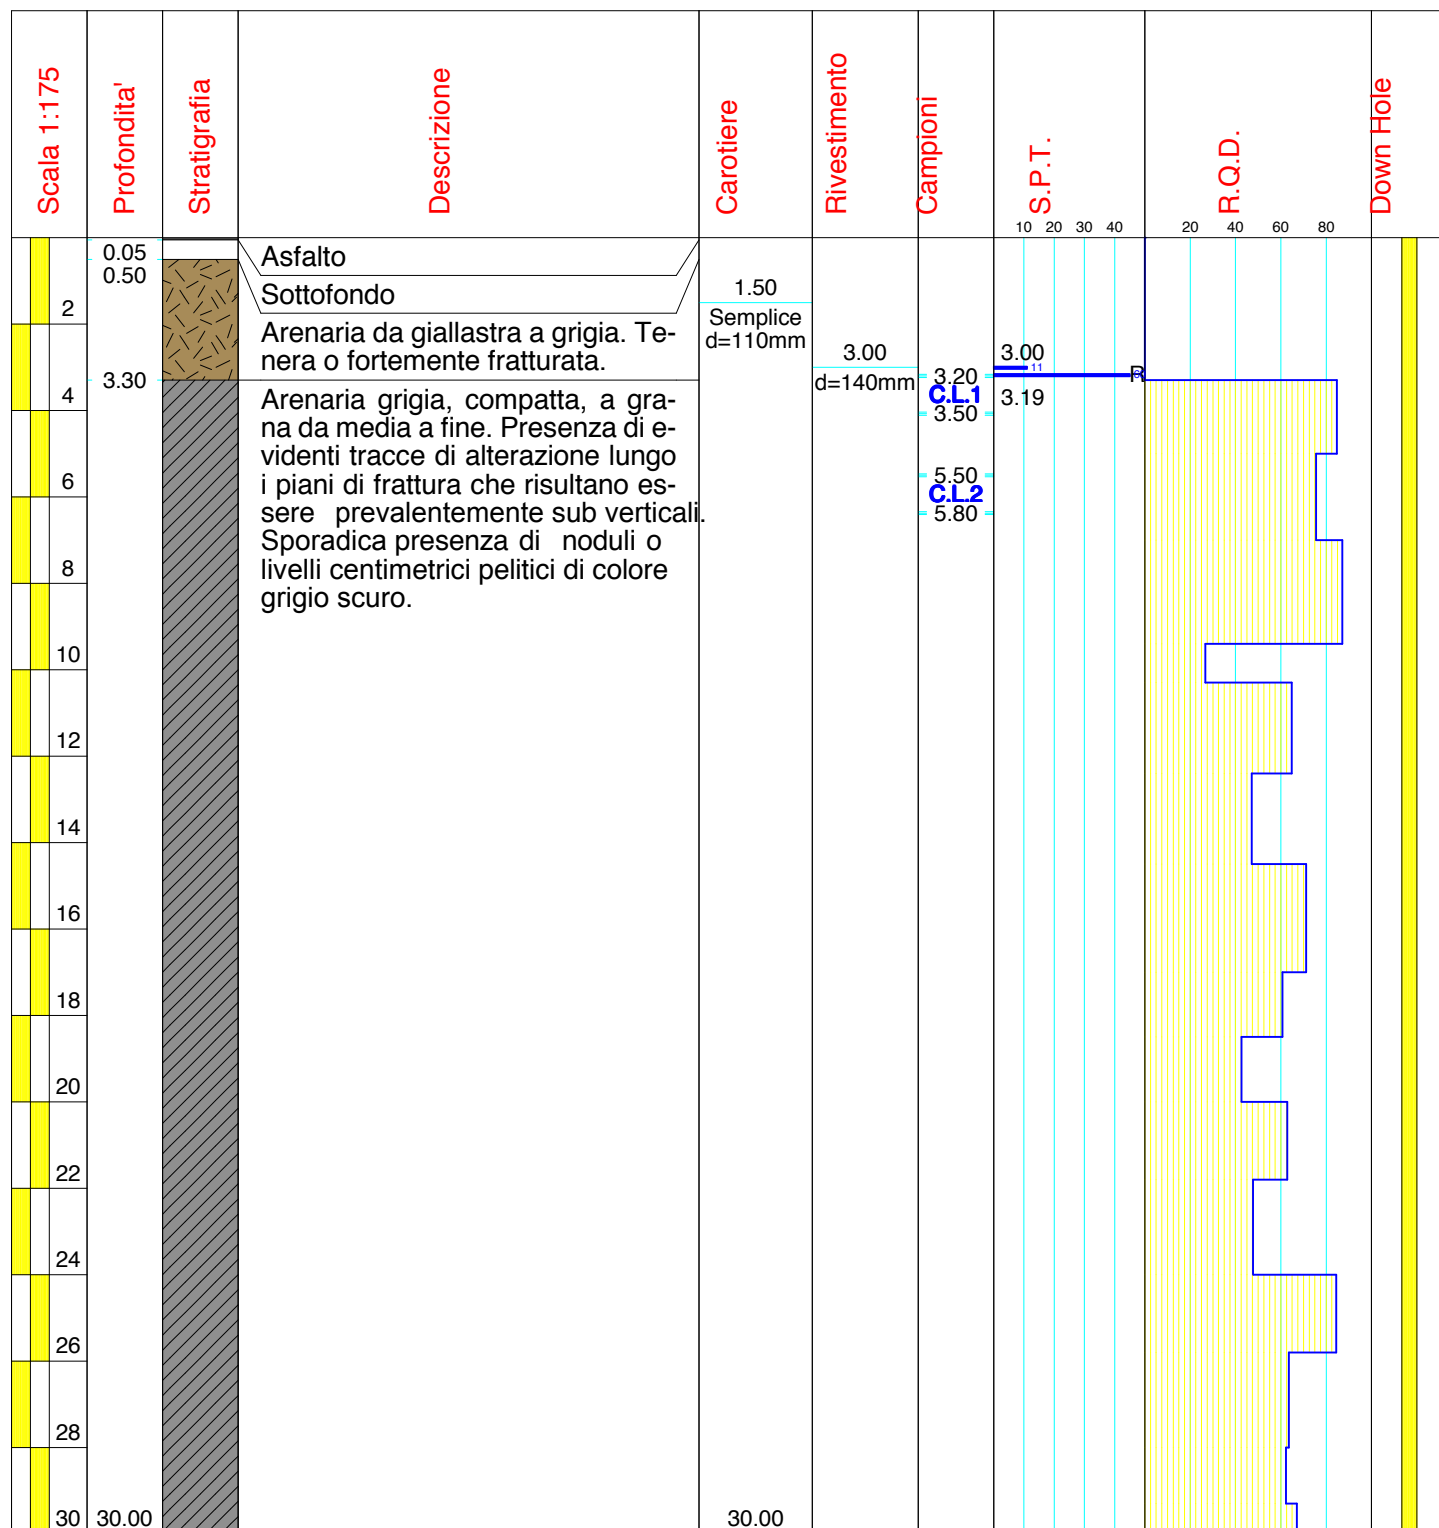 Scala 1:175
Profondita'
Stratigrafia
Descrizione
Carotiere
Rivestimento
Campioni
S.P.T.
R.Q.D.
Down Hole
10 20 30 40
20 40 60 80
0.05
0.50
Asfalto
Sottofondo
1.50
Semplice
d=110mm
2
Arenaria da giallastra a grigia. Te-
nera o fortemente fratturata.
3.00
d=140mm
3.00
11
R
3.19
3.20
C.L.1
3.50
3.30
4
Arenaria grigia, compatta, a gra-
na da media a fine. Presenza di e-
videnti tracce di alterazione lungo
i piani di frattura che risultano es-
sere prevalentemente sub verticali.
Sporadica presenza di noduli o
livelli centimetrici pelitici di colore
grigio scuro.
5.50
C.L.2
5.80
6
8
10
12
14
16
18
20
22
24
26
28
30
30.00
30.00